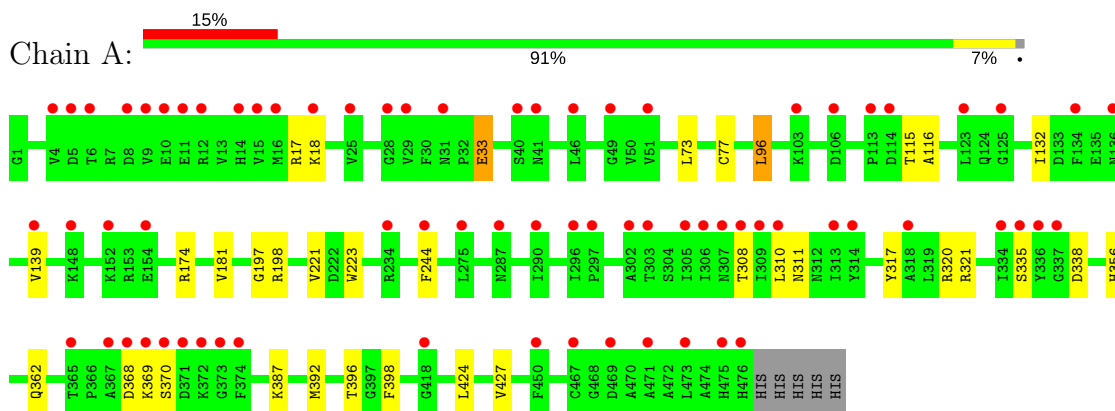 15%
Chain A:
91% 7% •
G1 V4 D5 T6 R7 D8 V9 E10 E11 R12 V13 H14 V15 M16 R17 K18 V25 G28 V29 F30 N31 P32 E33 S40 N41 L46 G49 V50 V51 L73 C77 L96 K103 D106 P113 D114 T115 A116 L123 Q124 G125 I132 D133 F134 E135 N136
V139 K148 K152 R153 E154 R174 V181 G197 R198 V221 D222 W223 R234 F244 L275 N287 I290 I296 P297 A302 T303 S304 I305 I306 N307 T308 I309 L310 N311 N312 I313 Y314 Y317 A318 L319 R320 R321 I334 S335 Y336 G337 D338 H356
Q362 T365 P366 A367 D368 K369 S370 D371 K372 G373 F374 K387 M392 T396 G397 F398 G418 L424 V427 F450 C467 G468 D469 A470 A471 A472 L473 A474 H475 H476 HIS HIS HIS HIS HIS